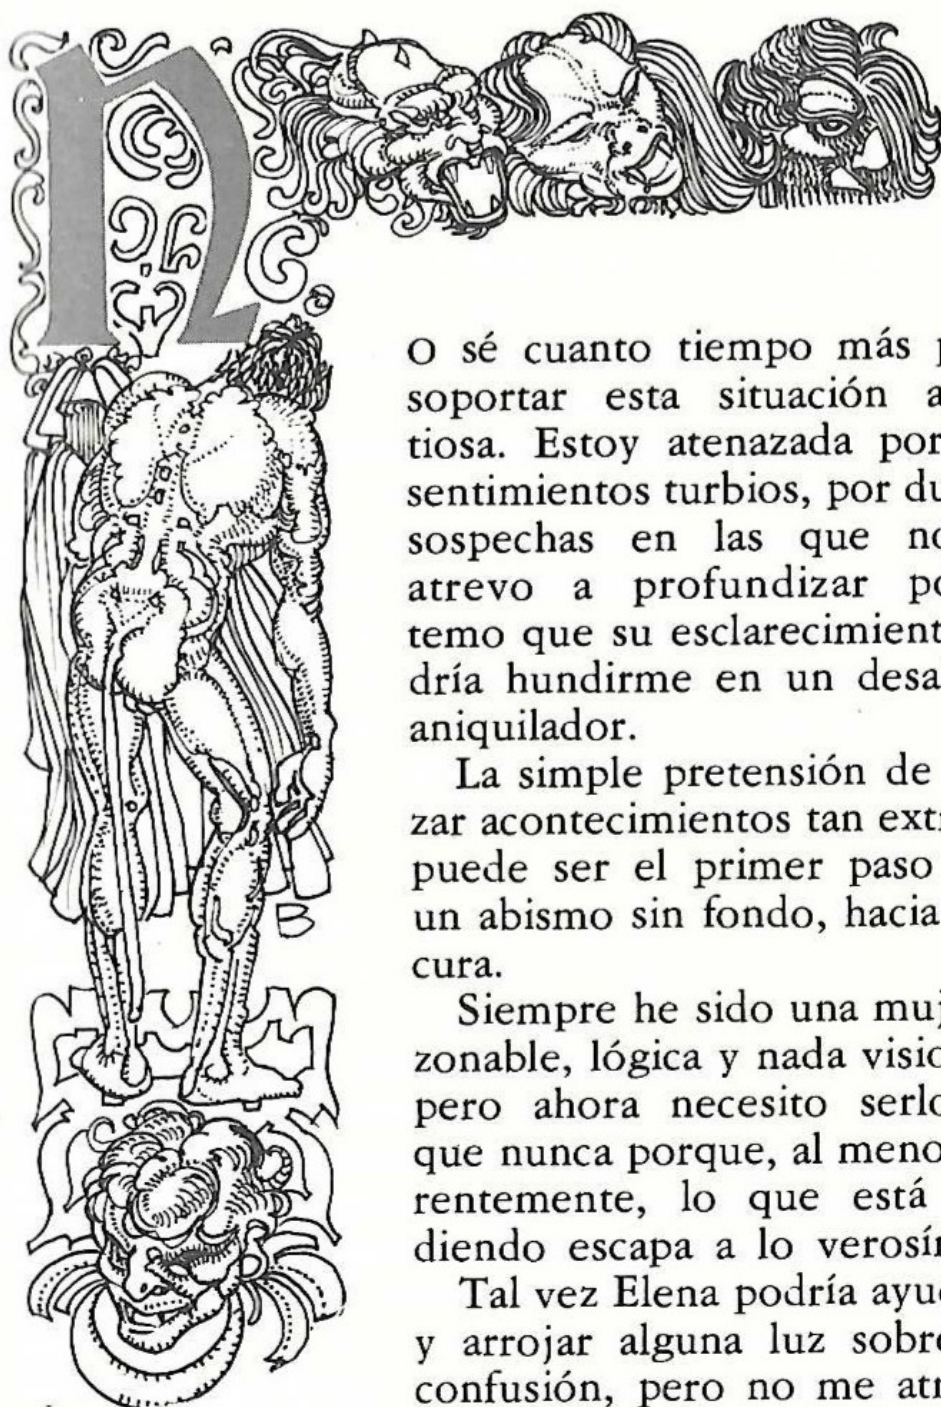 N
O sé cuanto tiempo más p
soportar esta situación a
tiosa. Estoy atenazada por
sentimientos turbios, por du
sospechas en las que no
atrevo a profundizar po
temo que su esclarecimient
dría hundirme en un desa
aniquilador.
La simple pretensión de
zar acontecimientos tan extr
puede ser el primer paso
un abismo sin fondo, hacia
cura.
Siempre he sido una muj
zonable, lógica y nada visio
pero ahora necesito serlo
que nunca porque, al meno
rentemente, lo que está
diendo escapa a lo verosí
Tal vez Elena podría ayu
y arrojar alguna luz sobre
confusión, pero no me atr
B